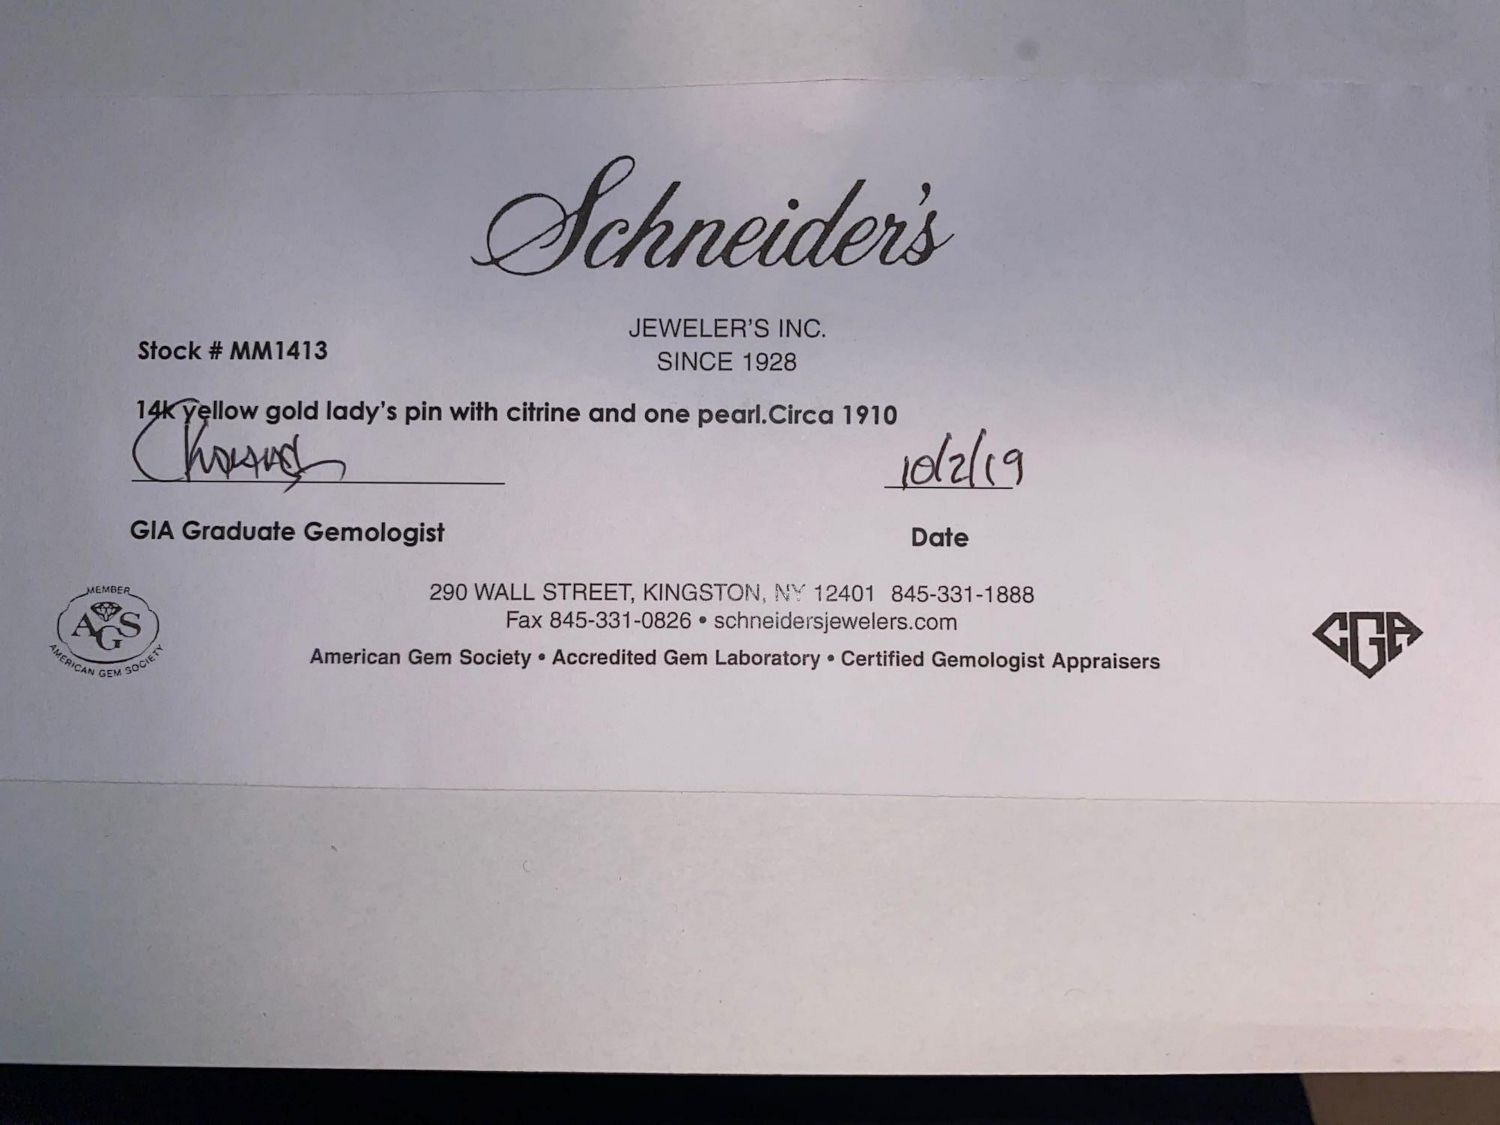 Schneider's
JEWELER'S INC.
SINCE 1928
Stock # MM1413
14k yellow gold lady's pin with citrine and one pearl.Circa 1910
10/2/19
GIA Graduate Gemologist
Date
290 WALL STREET, KINGSTON, NY 12401 845-331-1888
Fax 845-331-0826 • schneidersjewelers.com
American Gem Society • Accredited Gem Laboratory • Certified Gemologist Appraisers
MEMBER
AGS
AMERICAN GEM SOCIETY
CGA